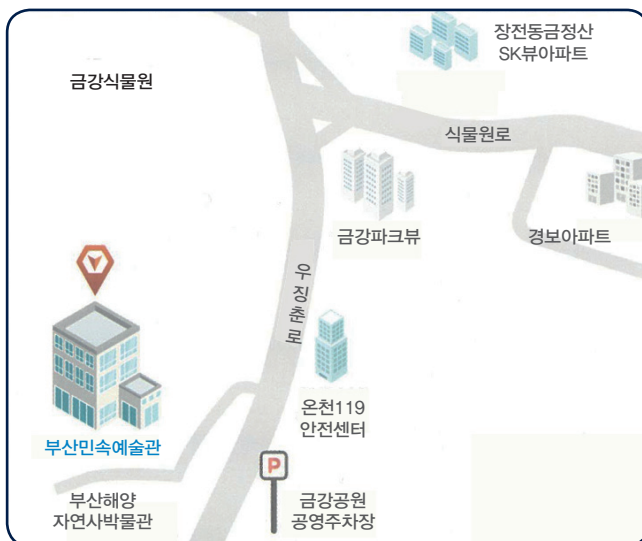 장전동금정산
SK뷰아파트
금강식물원
식물원로
금강파크뷰
경보아파트
우장춘로
온천119
안전센터
부산민속예술관
P
부산해양
자연사박물관
금강공원
공영주차장